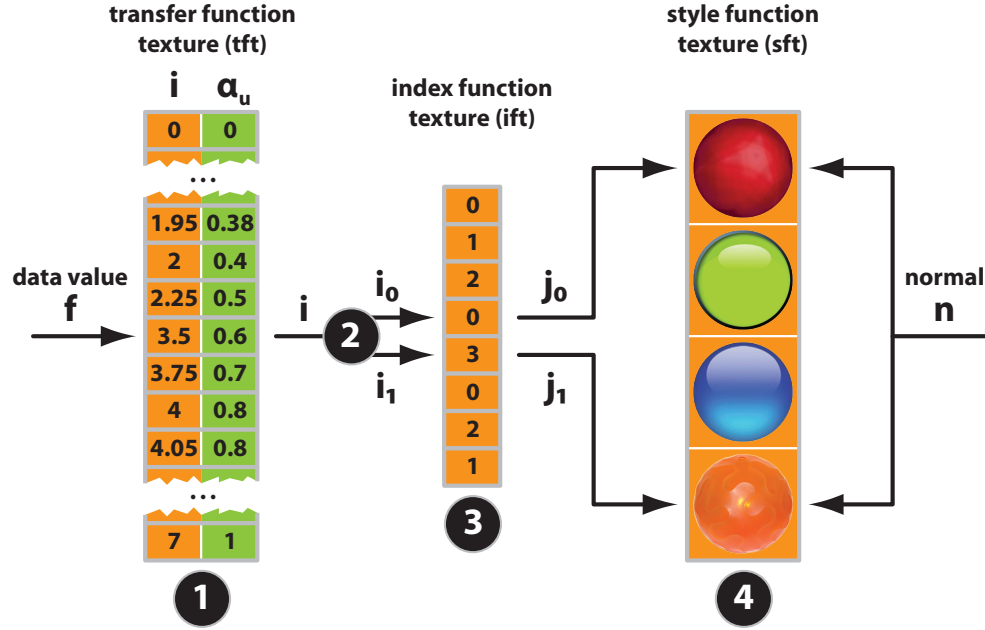 transfer function
texture (tft)
i αu
0 0
...
1.95 0.38
2 0.4
2.25 0.5
3.5 0.6
3.75 0.7
4 0.8
4.05 0.8
...
7 1
1
data value
f
i
2
i0
i1
index function
texture (ift)
0
1
2
0
3
0
2
1
3
j0
j1
style function
texture (sft)
4
normal
n